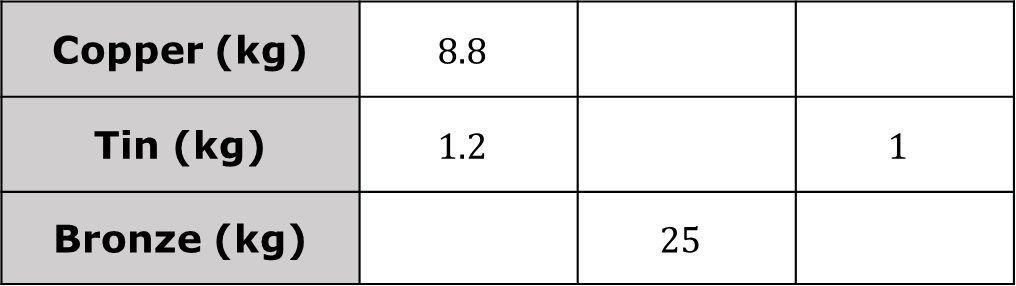 Copper (kg) 8.8
Tin (kg) 1.2 1
Bronze (kg) 25